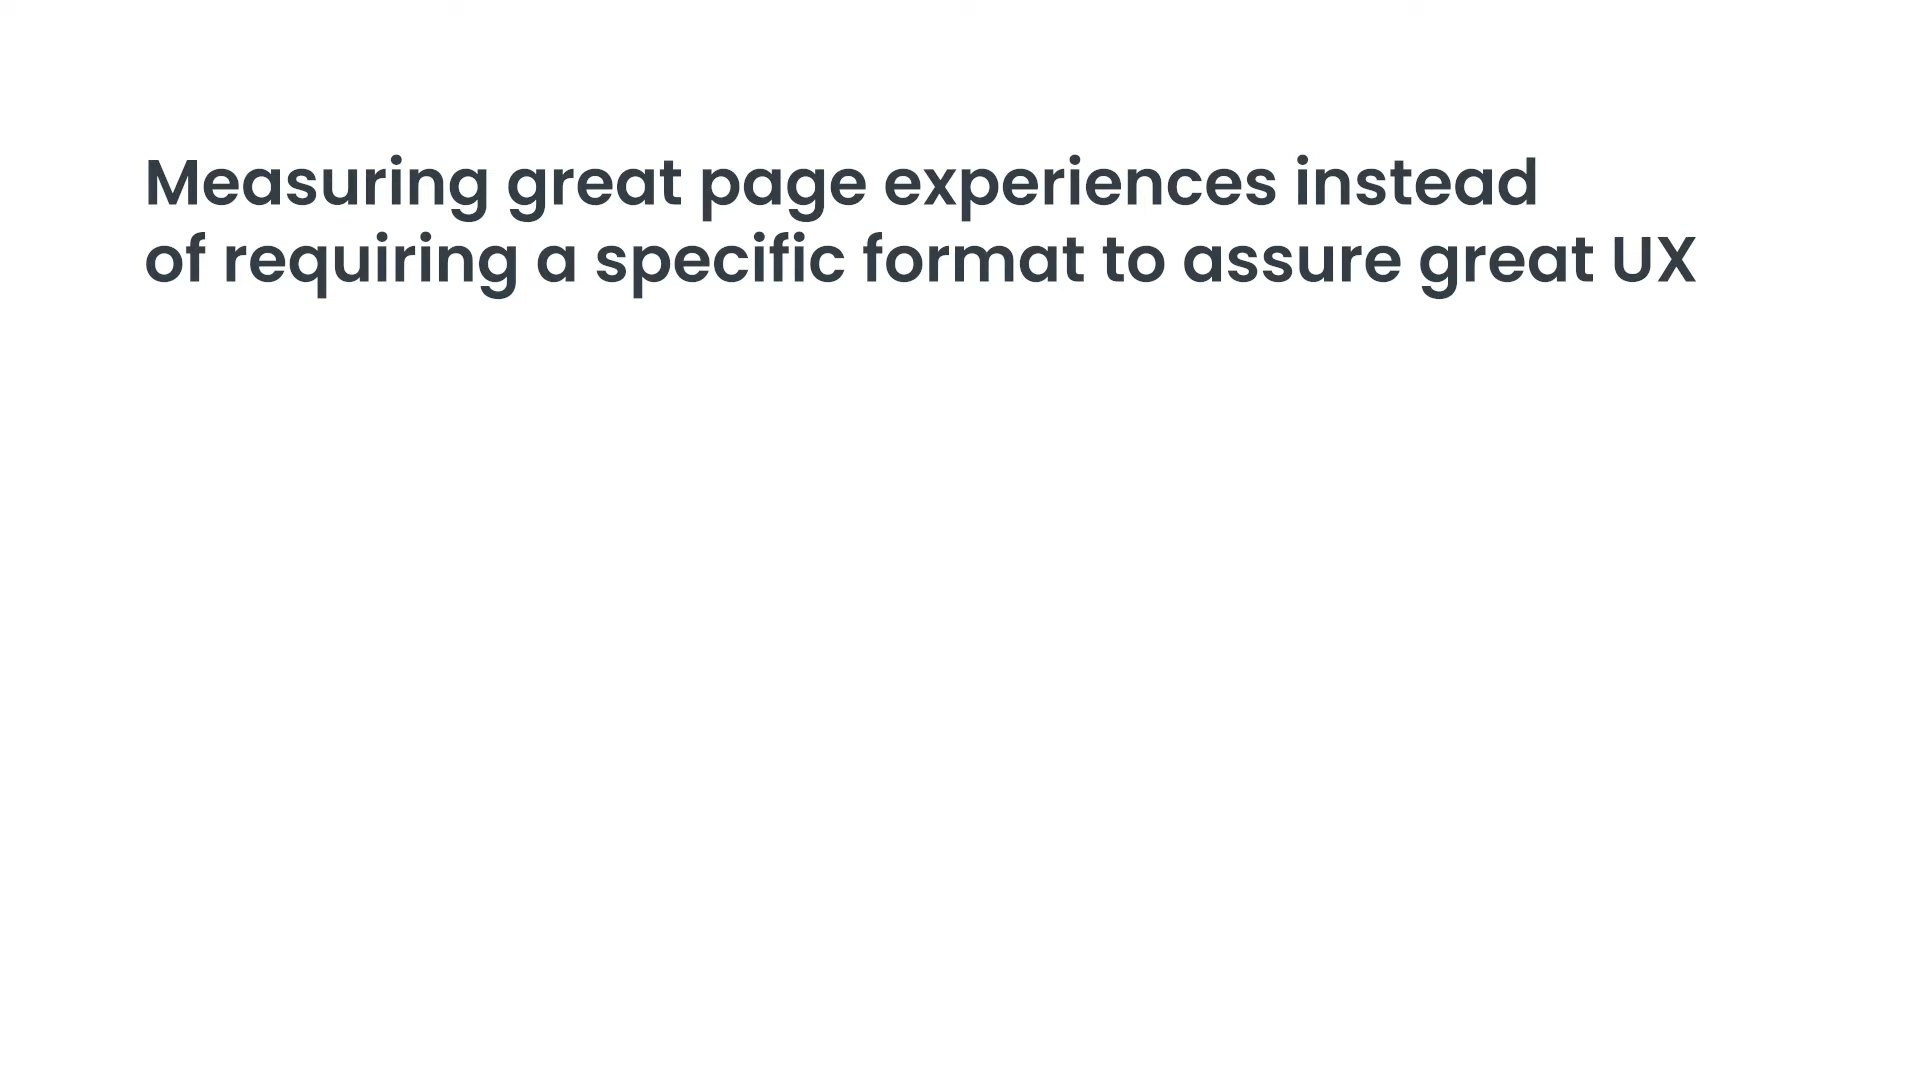 Measuring great page experiences instead
of requiring a specific format to assure great UX